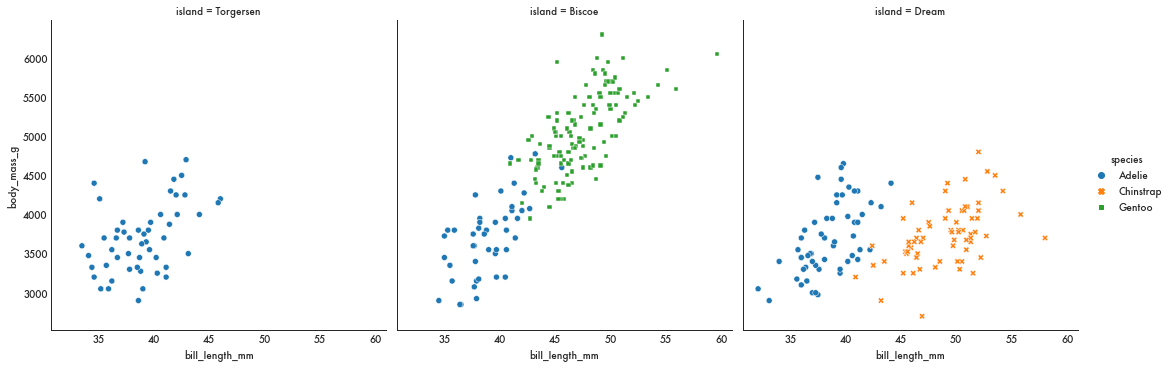 island = Torgersen
island = Biscoe
island = Dream
6000
5500
5000
4500
4000
3500
3000
body_mass_g
35 40 45 50 55 60
35 40 45 50 55 60
35 40 45 50 55 60
bill_length_mm
bill_length_mm
bill_length_mm
species
Adelie
Chinstrap
Gentoo